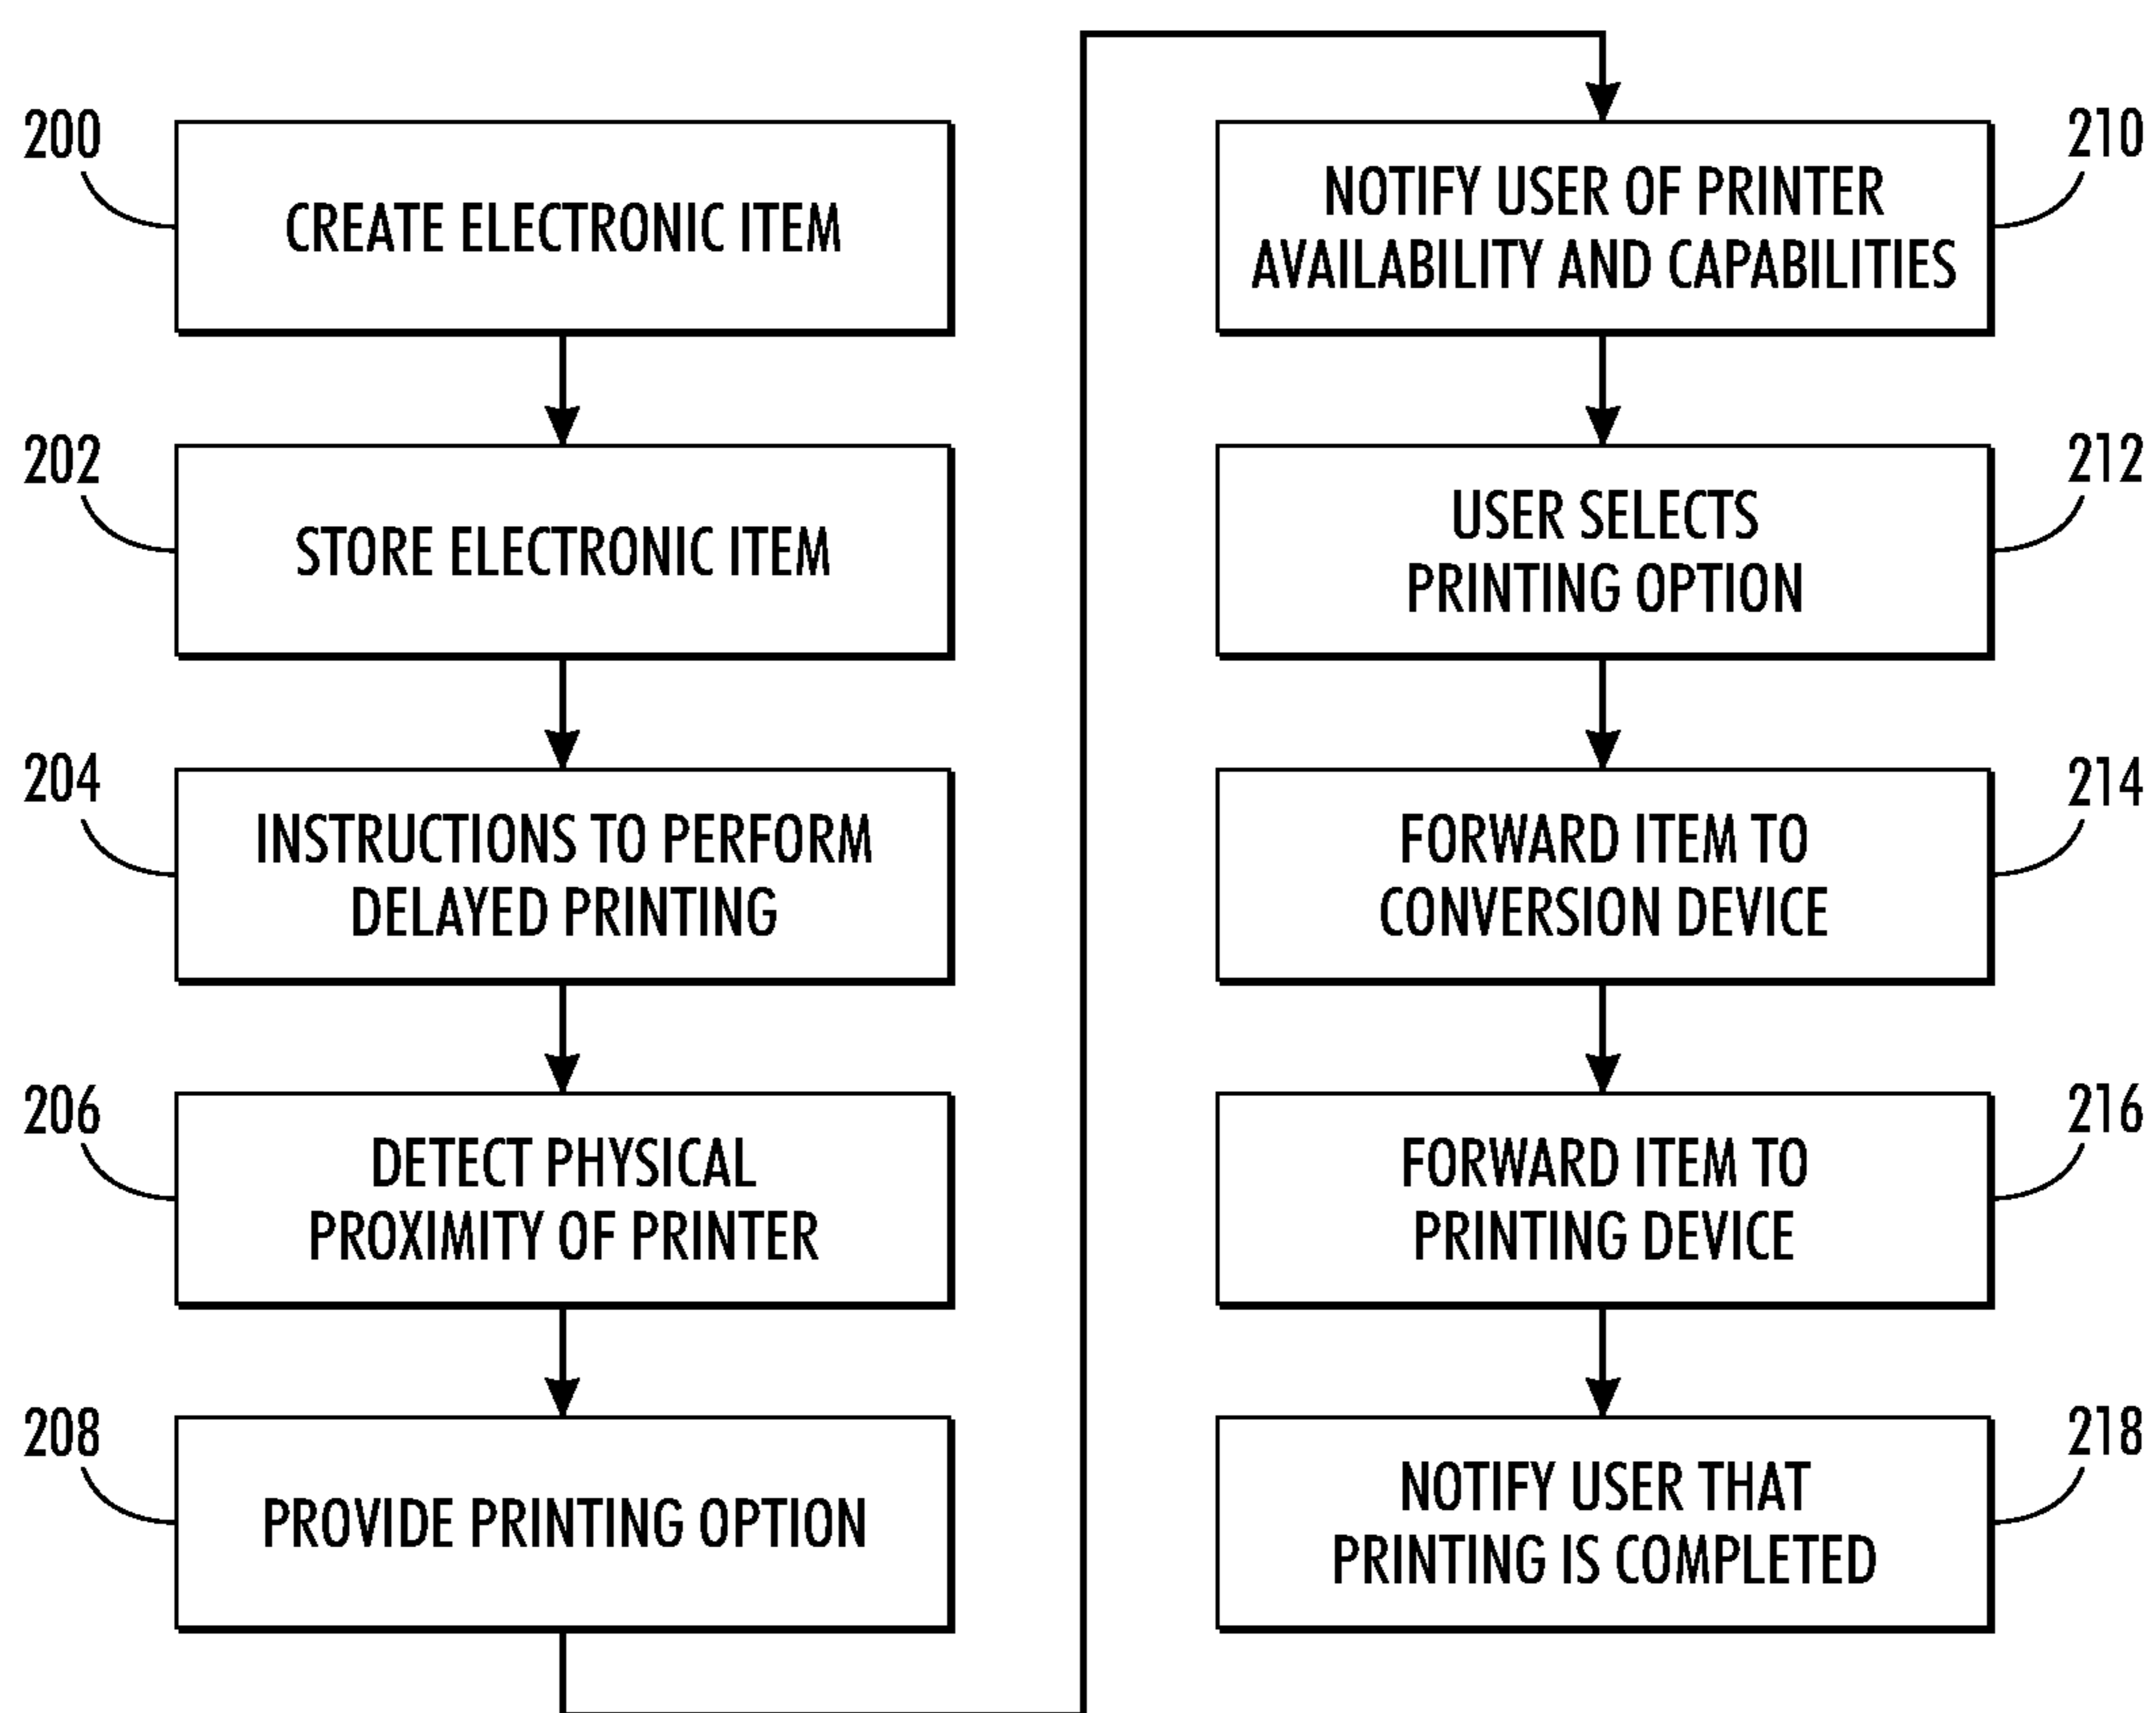 200
CREATE ELECTRONIC ITEM
202
STORE ELECTRONIC ITEM
204
INSTRUCTIONS TO PERFORM
DELAYED PRINTING
206
DETECT PHYSICAL
PROXIMITY OF PRINTER
208
PROVIDE PRINTING OPTION
210
NOTIFY USER OF PRINTER
AVAILABILITY AND CAPABILITIES
212
USER SELECTS
PRINTING OPTION
214
FORWARD ITEM TO
CONVERSION DEVICE
216
FORWARD ITEM TO
PRINTING DEVICE
218
NOTIFY USER THAT
PRINTING IS COMPLETED